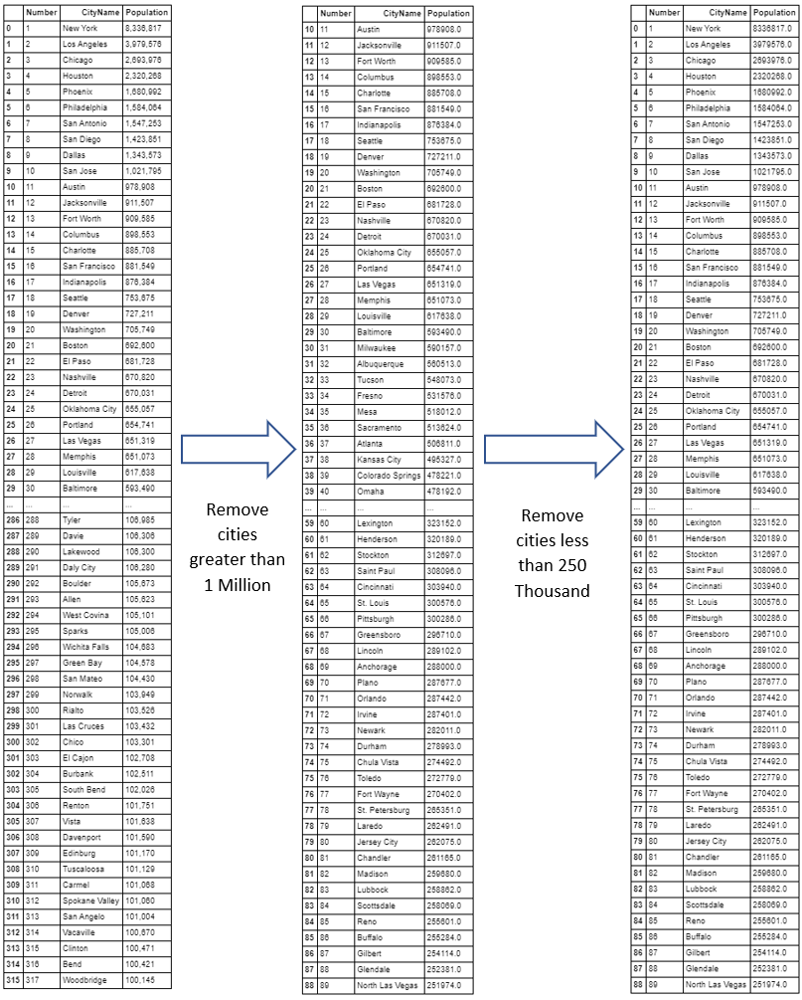 Number CityName Population
0 1 New York 8,336,817
1 2 Los Angeles 3,979,576
2 3 Chicago 2,693,976
3 4 Houston 2,320,268
4 5 Phoenix 1,680,992
5 6 Philadelphia 1,584,064
6 7 San Antonio 1,547,253
7 8 San Diego 1,423,851
8 9 Dallas 1,343,573
9 10 San Jose 1,021,795
10 11 Austin 978,908
11 12 Jacksonville 911,507
12 13 Fort Worth 909,585
13 14 Columbus 898,553
14 15 Charlotte 885,708
15 16 San Francisco 881,549
16 17 Indianapolis 876,384
17 18 Seattle 753,675
18 19 Denver 727,211
19 20 Washington 705,749
20 21 Boston 692,600
21 22 El Paso 681,728
22 23 Nashville 670,820
23 24 Detroit 670,031
24 25 Oklahoma City 655,057
25 26 Portland 654,741
26 27 Las Vegas 651,319
27 28 Memphis 651,073
28 29 Louisville 617,638
29 30 Baltimore 593,490
... ... ... ...
286 288 Tyler 106,985
287 289 Davie 106,306
288 290 Lakewood 106,300
289 291 Daly City 106,280
290 292 Boulder 105,673
291 293 Allen 105,623
292 294 West Covina 105,101
293 295 Sparks 105,006
294 296 Wichita Falls 104,683
295 297 Green Bay 104,578
296 298 San Mateo 104,430
297 299 Norwalk 103,949
298 300 Rialto 103,526
299 301 Las Cruces 103,432
300 302 Chico 103,301
301 303 El Cajon 102,708
302 304 Burbank 102,511
303 305 South Bend 102,026
304 306 Renton 101,751
305 307 Vista 101,638
306 308 Davenport 101,590
307 309 Edinburg 101,170
308 310 Tuscaloosa 101,129
309 311 Carmel 101,068
310 312 Spokane Valley 101,060
311 313 San Angelo 101,004
312 314 Vacaville 100,670
313 315 Clinton 100,471
314 316 Bend 100,421
315 317 Woodbridge 100,145
Remove
cities
greater than
1 Million
Number CityName Population
10 11 Austin 978908.0
11 12 Jacksonville 911507.0
12 13 Fort Worth 909585.0
13 14 Columbus 898553.0
14 15 Charlotte 885708.0
15 16 San Francisco 881549.0
16 17 Indianapolis 876384.0
17 18 Seattle 753675.0
18 19 Denver 727211.0
19 20 Washington 705749.0
20 21 Boston 692600.0
21 22 El Paso 681728.0
22 23 Nashville 670820.0
23 24 Detroit 670031.0
24 25 Oklahoma City 655057.0
25 26 Portland 654741.0
26 27 Las Vegas 651319.0
27 28 Memphis 651073.0
28 29 Louisville 617638.0
29 30 Baltimore 593490.0
30 31 Milwaukee 590157.0
31 32 Albuquerque 560513.0
32 33 Tucson 548073.0
33 34 Fresno 531576.0
34 35 Mesa 518012.0
35 36 Sacramento 513624.0
36 37 Atlanta 506811.0
37 38 Kansas City 495327.0
38 39 Colorado Springs 478221.0
39 40 Omaha 478192.0
... ... ... ...
59 60 Lexington 323152.0
60 61 Henderson 320189.0
61 62 Stockton 312697.0
62 63 Saint Paul 308096.0
63 64 Cincinnati 303940.0
64 65 St. Louis 300576.0
65 66 Pittsburgh 300286.0
66 67 Greensboro 296710.0
67 68 Lincoln 289102.0
68 69 Anchorage 288000.0
69 70 Plano 287677.0
70 71 Orlando 287442.0
71 72 Irvine 287401.0
72 73 Newark 282011.0
73 74 Durham 278993.0
74 75 Chula Vista 274492.0
75 76 Toledo 272779.0
76 77 Fort Wayne 270402.0
77 78 St. Petersburg 265351.0
78 79 Laredo 262491.0
79 80 Jersey City 262075.0
80 81 Chandler 261165.0
81 82 Madison 259680.0
82 83 Lubbock 258862.0
83 84 Scottsdale 258069.0
84 85 Reno 255601.0
85 86 Buffalo 255284.0
86 87 Gilbert 254114.0
87 88 Glendale 252381.0
88 89 North Las Vegas 251974.0
Remove
cities less
than 250
Thousand
Number CityName Population
0 1 New York 8336817.0
1 2 Los Angeles 3979576.0
2 3 Chicago 2693976.0
3 4 Houston 2320268.0
4 5 Phoenix 1680992.0
5 6 Philadelphia 1584064.0
6 7 San Antonio 1547253.0
7 8 San Diego 1423851.0
8 9 Dallas 1343573.0
9 10 San Jose 1021795.0
10 11 Austin 978908.0
11 12 Jacksonville 911507.0
12 13 Fort Worth 909585.0
13 14 Columbus 898553.0
14 15 Charlotte 885708.0
15 16 San Francisco 881549.0
16 17 Indianapolis 876384.0
17 18 Seattle 753675.0
18 19 Denver 727211.0
19 20 Washington 705749.0
20 21 Boston 692600.0
21 22 El Paso 681728.0
22 23 Nashville 670820.0
23 24 Detroit 670031.0
24 25 Oklahoma City 655057.0
25 26 Portland 654741.0
26 27 Las Vegas 651319.0
27 28 Memphis 651073.0
28 29 Louisville 617638.0
29 30 Baltimore 593490.0
... ... ... ...
59 60 Lexington 323152.0
60 61 Henderson 320189.0
61 62 Stockton 312697.0
62 63 Saint Paul 308096.0
63 64 Cincinnati 303940.0
64 65 St. Louis 300576.0
65 66 Pittsburgh 300286.0
66 67 Greensboro 296710.0
67 68 Lincoln 289102.0
68 69 Anchorage 288000.0
69 70 Plano 287677.0
70 71 Orlando 287442.0
71 72 Irvine 287401.0
72 73 Newark 282011.0
73 74 Durham 278993.0
74 75 Chula Vista 274492.0
75 76 Toledo 272779.0
76 77 Fort Wayne 270402.0
77 78 St. Petersburg 265351.0
78 79 Laredo 262491.0
79 80 Jersey City 262075.0
80 81 Chandler 261165.0
81 82 Madison 259680.0
82 83 Lubbock 258862.0
83 84 Scottsdale 258069.0
84 85 Reno 255601.0
85 86 Buffalo 255284.0
86 87 Gilbert 254114.0
87 88 Glendale 252381.0
88 89 North Las Vegas 251974.0